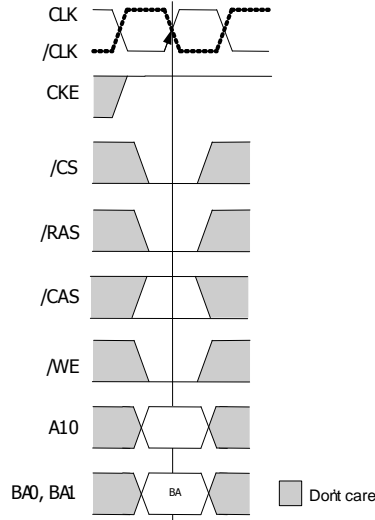 CLK
/CLK
CKE
/CS
/RAS
/CAS
/WE
A10
BA0, BA1
BA
Don't care